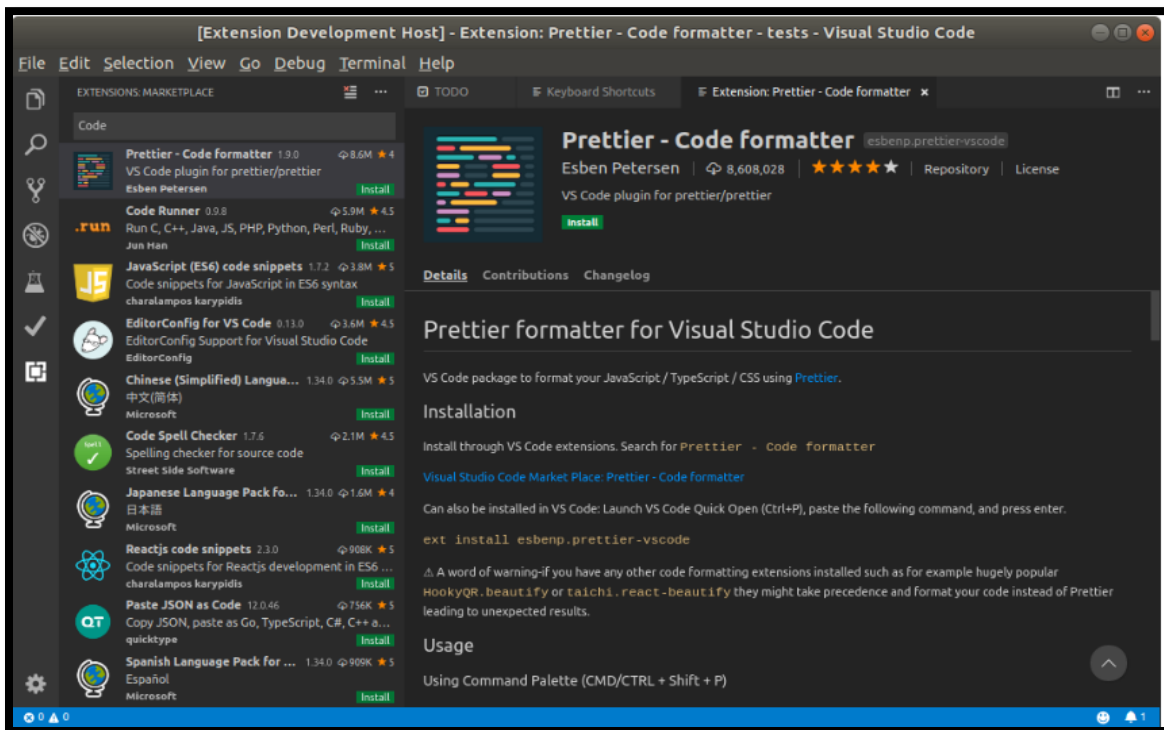 [Extension Development Host] - Extension: Prettier - Code formatter - tests - Visual Studio Code
File Edit Selection View Go Debug Terminal Help
EXTENSIONS: MARKETPLACE
Code
Prettier - Code formatter 1.9.0 8.6M ★4
VS Code plugin for prettier/prettier
Esben Petersen Install
.run
Code Runner 0.9.8 5.9M ★4.5
Run C, C++, Java, JS, PHP, Python, Perl, Ruby, ...
Jun Han Install
JS
JavaScript (ES6) code snippets 1.7.2 3.8M ★5
Code snippets for JavaScript in ES6 syntax
charalampos karypidis Install
EditorConfig for VS Code 0.13.0 3.6M ★4.5
EditorConfig Support for Visual Studio Code
EditorConfig Install
Chinese (Simplified) Langua... 1.34.0 5.5M ★5
中文(简体)
Microsoft Install
Code Spell Checker 1.7.6 2.1M ★4.5
Spelling checker for source code
Street Side Software Install
Japanese Language Pack fo... 1.34.0 1.6M ★4
日本語
Microsoft Install
Reactjs code snippets 2.3.0 908K ★5
Code snippets for Reactjs development in ES6 ...
charalampos karypidis Install
QT
Paste JSON as Code 12.0.46 756K ★5
Copy JSON, paste as Go, TypeScript, C#, C++ a...
quicktype Install
Spanish Language Pack for ... 1.34.0 909K ★5
Español
Microsoft Install
TODO Keyboard Shortcuts Extension: Prettier - Code formatter ×
Prettier - Code formatter esbenp.prettier-vscode
Esben Petersen | 8,608,028 | ★★★★★ | Repository | License
VS Code plugin for prettier/prettier
Install
Details Contributions Changelog
Prettier formatter for Visual Studio Code
VS Code package to format your JavaScript / TypeScript / CSS using Prettier.
Installation
Install through VS Code extensions. Search for Prettier - Code formatter
Visual Studio Code Market Place: Prettier - Code formatter
Can also be installed in VS Code: Launch VS Code Quick Open (Ctrl+P), paste the following command, and press enter.
ext install esbenp.prettier-vscode
⚠ A word of warning-if you have any other code formatting extensions installed such as for example hugely popular
HookyQR.beautify or taichi.react-beautify they might take precedence and format your code instead of Prettier
leading to unexpected results.
Usage
Using Command Palette (CMD/CTRL + Shift + P)
0 0 1